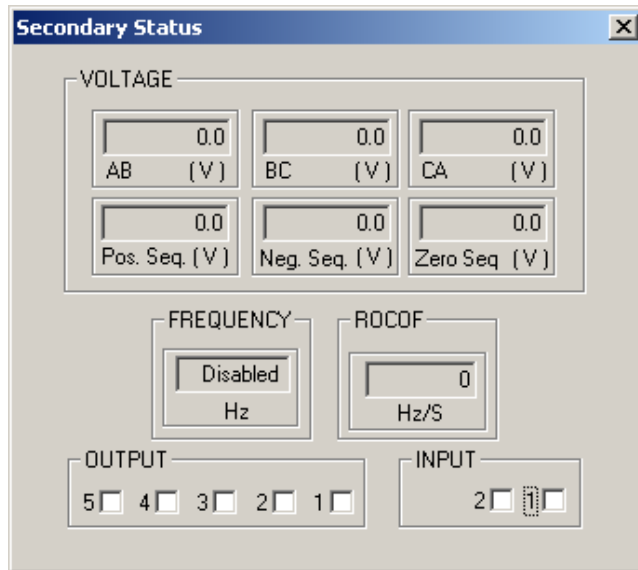 Secondary Status
VOLTAGE
0.0 0.0 0.0
AB (V) BC (V) CA (V)
0.0 0.0 0.0
Pos. Seq. (V) Neg. Seq. (V) Zero Seq (V)
FREQUENCY ROCOF
Disabled 0
Hz Hz/S
OUTPUT INPUT
5 4 3 2 1 2 1